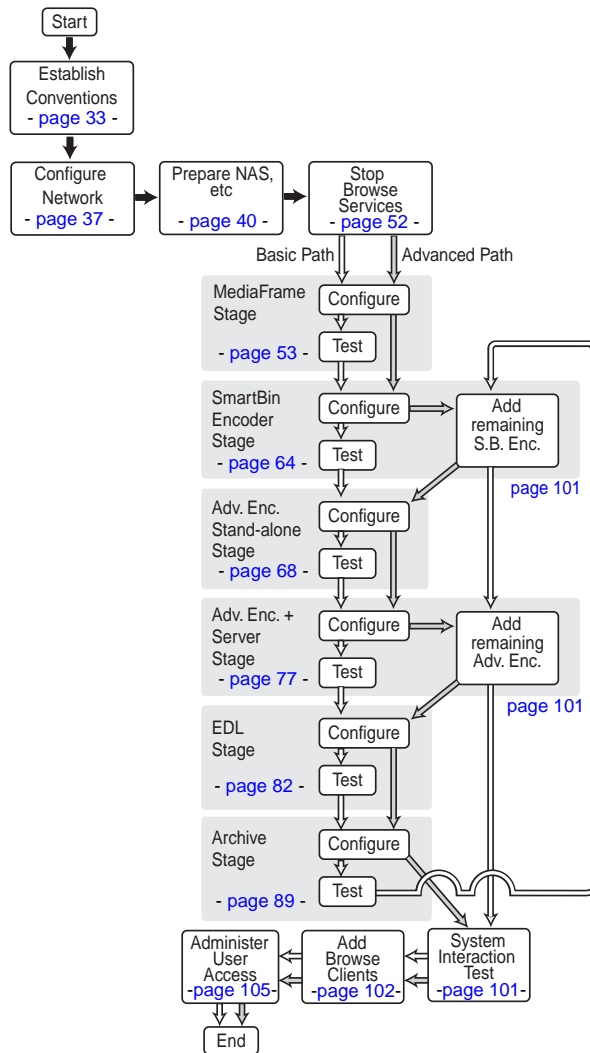 Start
Establish
Conventions
- page 33 -
Configure
Network
- page 37 -
Prepare NAS,
etc
- page 40 -
Stop
Browse
Services
- page 52 -
Basic Path
Advanced Path
MediaFrame
Stage
- page 53 -
Configure
Test
SmartBin
Encoder
Stage
- page 64 -
Configure
Test
Add
remaining
S.B. Enc.
page 101
Adv. Enc.
Stand-alone
Stage
- page 68 -
Configure
Test
Adv. Enc. +
Server
Stage
- page 77 -
Configure
Test
Add
remaining
Adv. Enc.
page 101
EDL
Stage
- page 82 -
Configure
Test
Archive
Stage
- page 89 -
Configure
Test
Administer
User
Access
-page 105-
Add
Browse
Clients
-page 102-
System
Interaction
Test
-page 101-
End